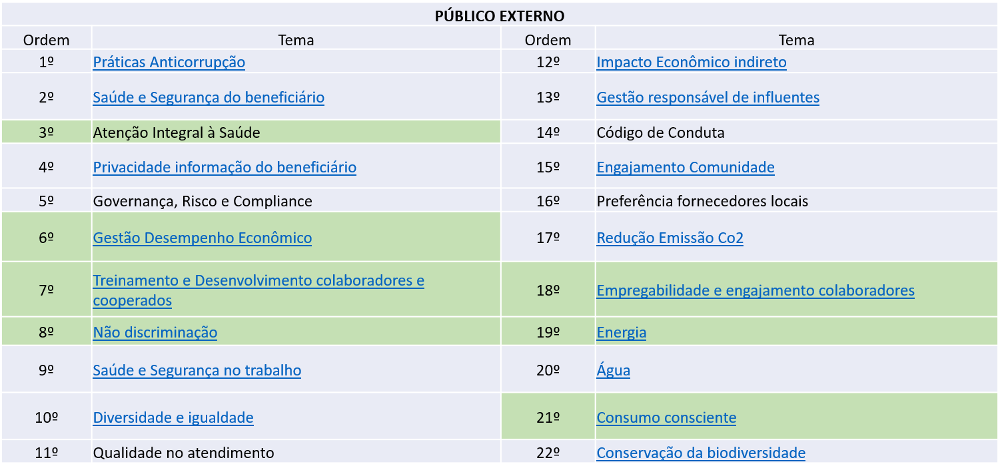 PÚBLICO EXTERNO
Ordem Tema Ordem Tema
1º Práticas Anticorrupção 12º Impacto Econômico indireto
2º Saúde e Segurança do beneficiário 13º Gestão responsável de influentes
3º Atenção Integral à Saúde 14º Código de Conduta
4º Privacidade informação do beneficiário 15º Engajamento Comunidade
5º Governança, Risco e Compliance 16º Preferência fornecedores locais
6º Gestão Desempenho Econômico 17º Redução Emissão Co2
7º Treinamento e Desenvolvimento colaboradores e
cooperados 18º Empregabilidade e engajamento colaboradores
8º Não discriminação 19º Energia
9º Saúde e Segurança no trabalho 20º Água
10º Diversidade e igualdade 21º Consumo consciente
11º Qualidade no atendimento 22º Conservação da biodiversidade